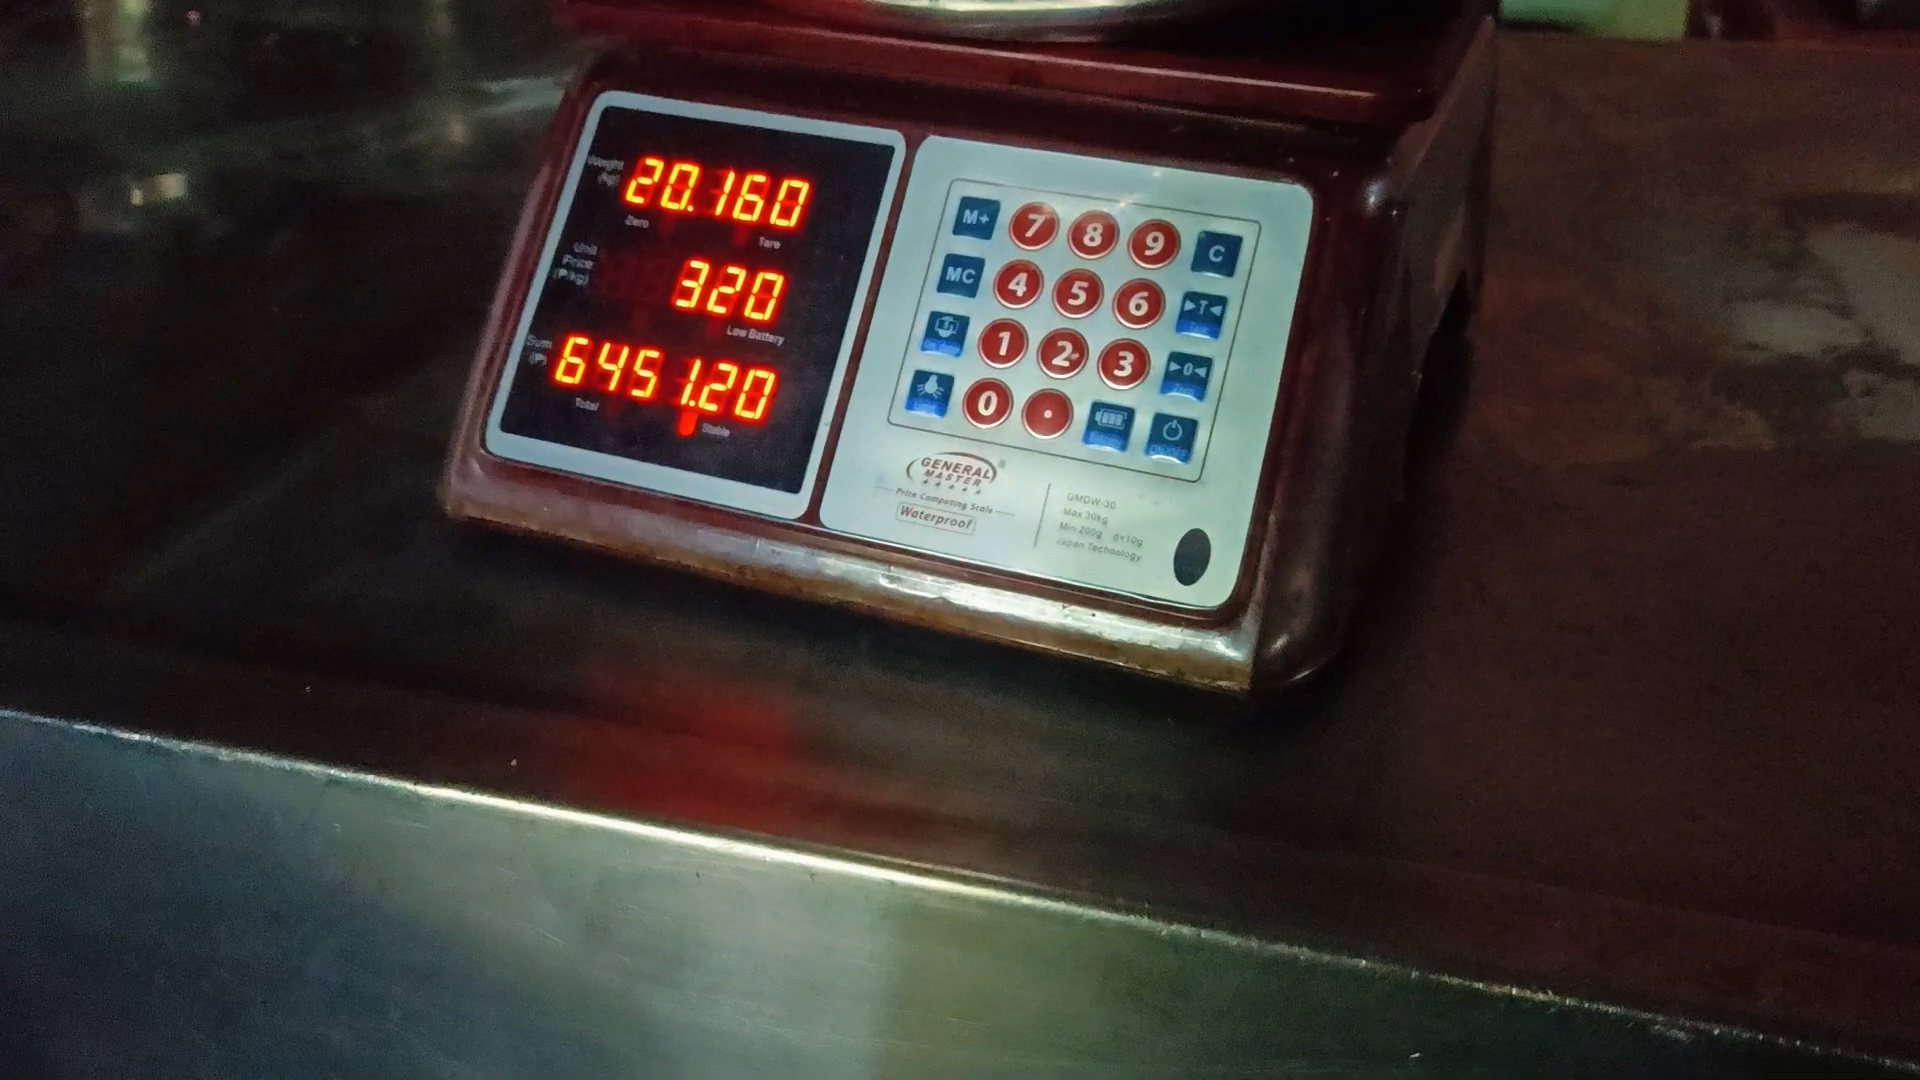 Weight (kg) 20.160
Zero Tare
Unit Price (₱/kg) 320
Low Battery
Sum (₱) 6451.20
Total Stable
M+ 7 8 9 C
MC 4 5 6 ►T◄
1 2 3 ►0◄
Zero
0 .
Light
GENERAL
MASTER
Price Computing Scale
Waterproof
GMDW-30
Max 30kg
Min 200g d=10g
Japan Technology